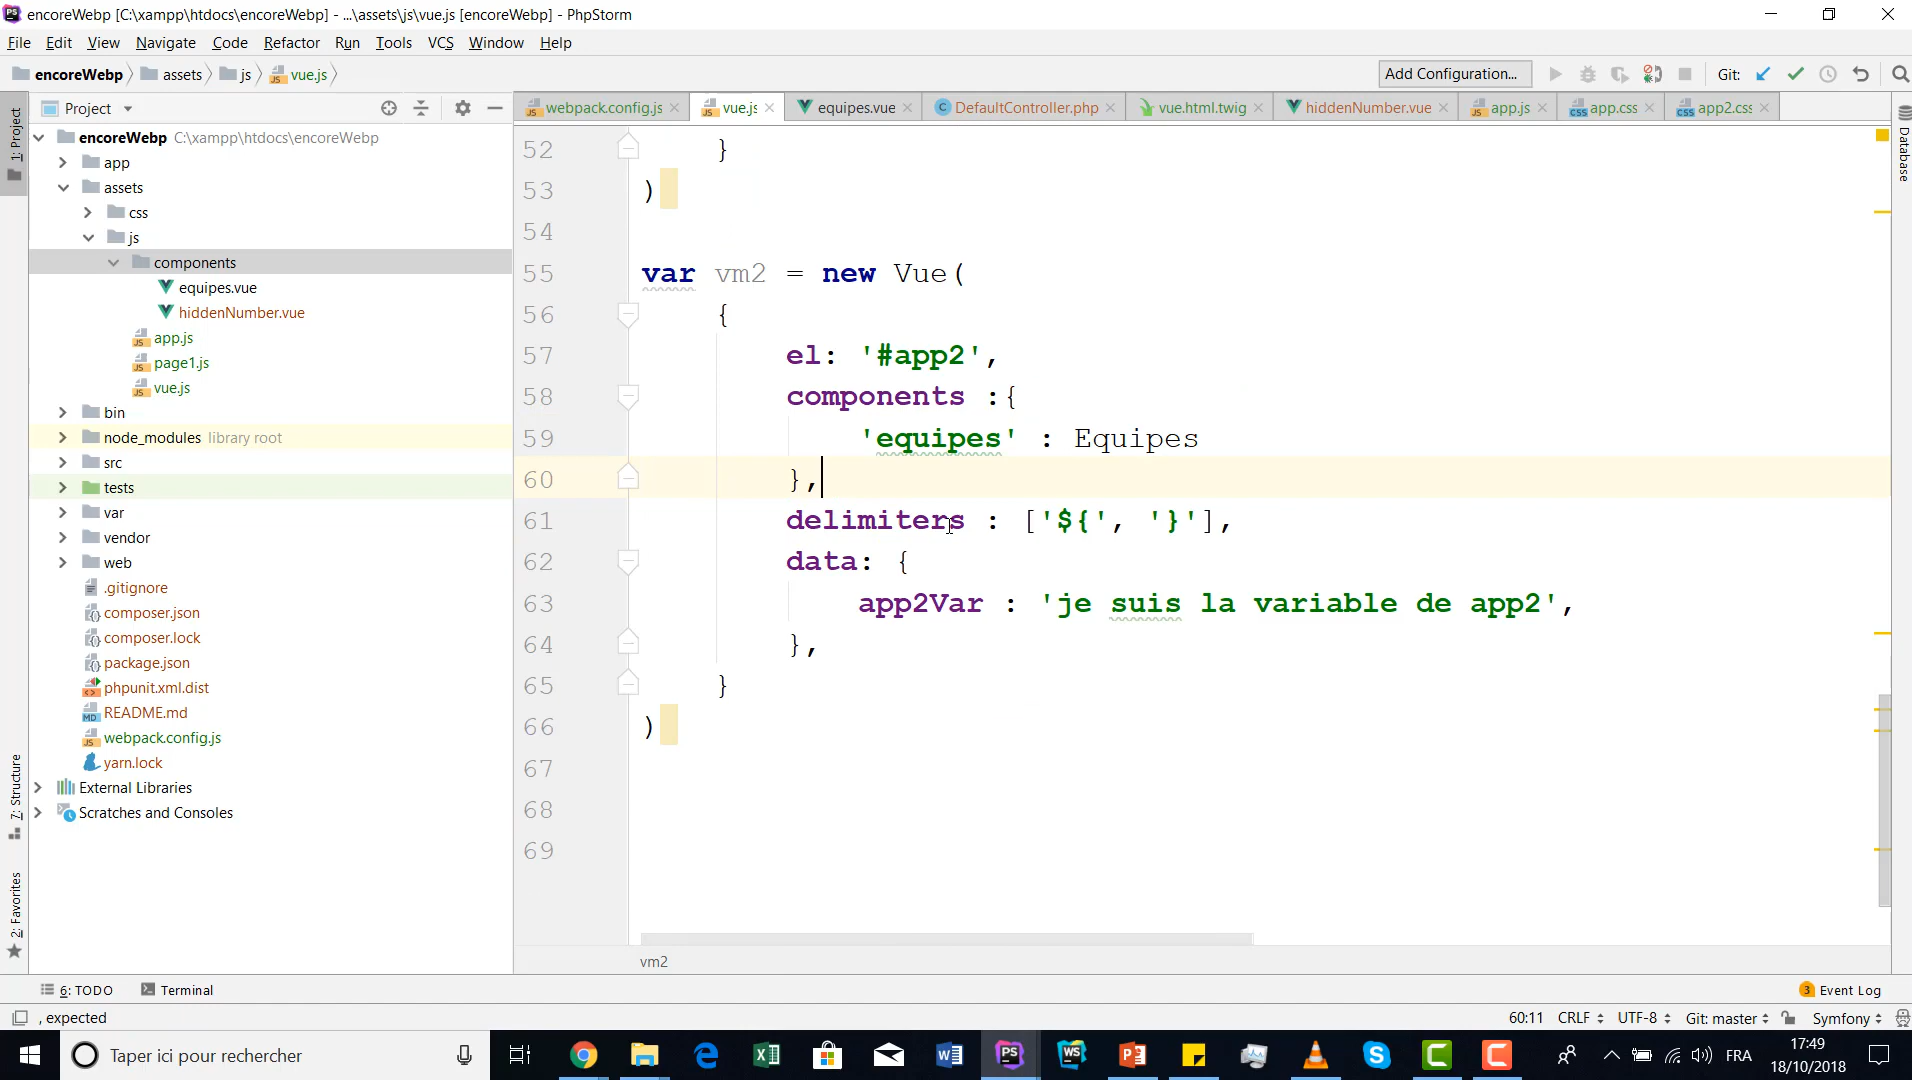 encoreWebp [C:\xampp\htdocs\encoreWebp] - ...\assets\js\vue.js [encoreWebp] - PhpStorm
File Edit View Navigate Code Refactor Run Tools VCS Window Help
encoreWebp assets js vue.js Add Configuration... Git:
Project webpack.config.js vue.js equipes.vue DefaultController.php vue.html.twig hiddenNumber.vue app.js app.css app2.css
1: Project
7: Structure
2: Favorites
Database
encoreWebp C:\xampp\htdocs\encoreWebp
app
assets
css
js
components
equipes.vue
hiddenNumber.vue
app.js
page1.js
vue.js
bin
node_modules library root
src
tests
var
vendor
web
.gitignore
composer.json
composer.lock
package.json
phpunit.xml.dist
README.md
webpack.config.js
yarn.lock
External Libraries
Scratches and Consoles
52 }
53 )
54
55 var vm2 = new Vue(
56 {
57 el: '#app2',
58 components :{
59 'equipes' : Equipes
60 },
61 delimiters : ['${', '}'],
62 data: {
63 app2Var : 'je suis la variable de app2',
64 },
65 }
66 )
67
68
69
vm2
6: TODO Terminal 3 Event Log
, expected 60:11 CRLF UTF-8 Git: master Symfony
Taper ici pour rechercher FRA 17:49
18/10/2018